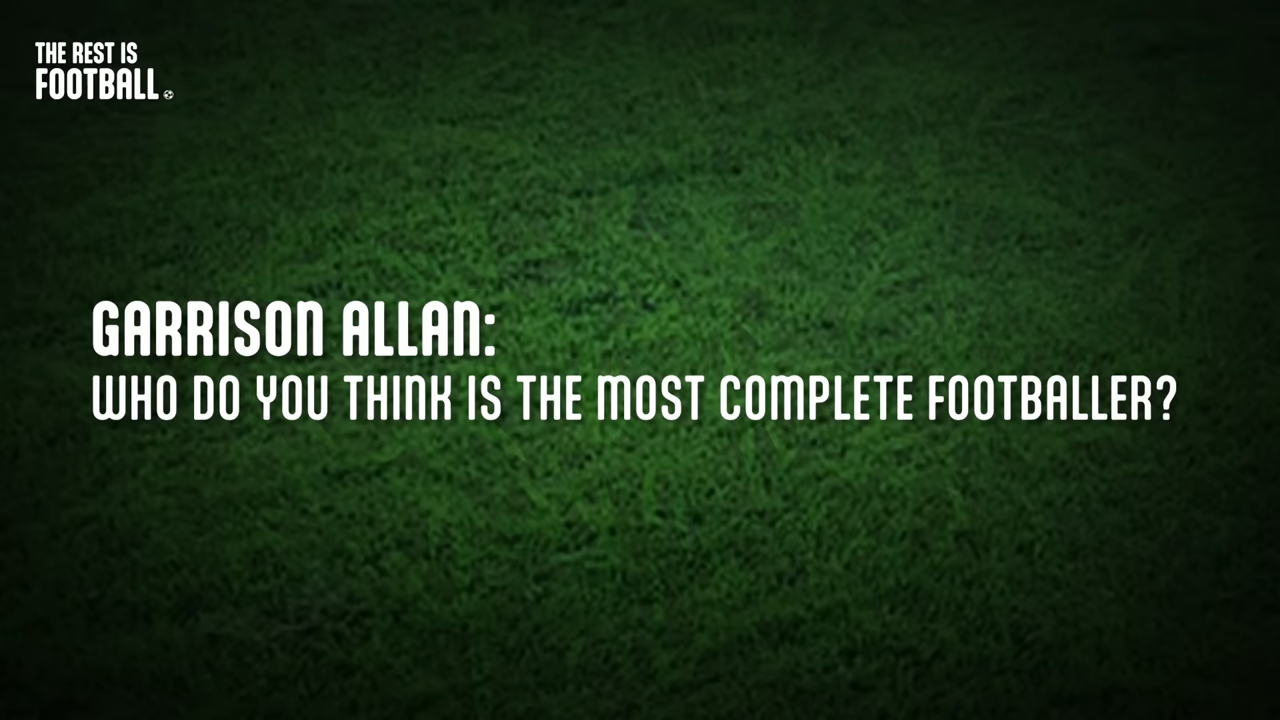 THE REST IS
FOOTBALL.
GARRISON ALLAN:
WHO DO YOU THINK IS THE MOST COMPLETE FOOTBALLER?